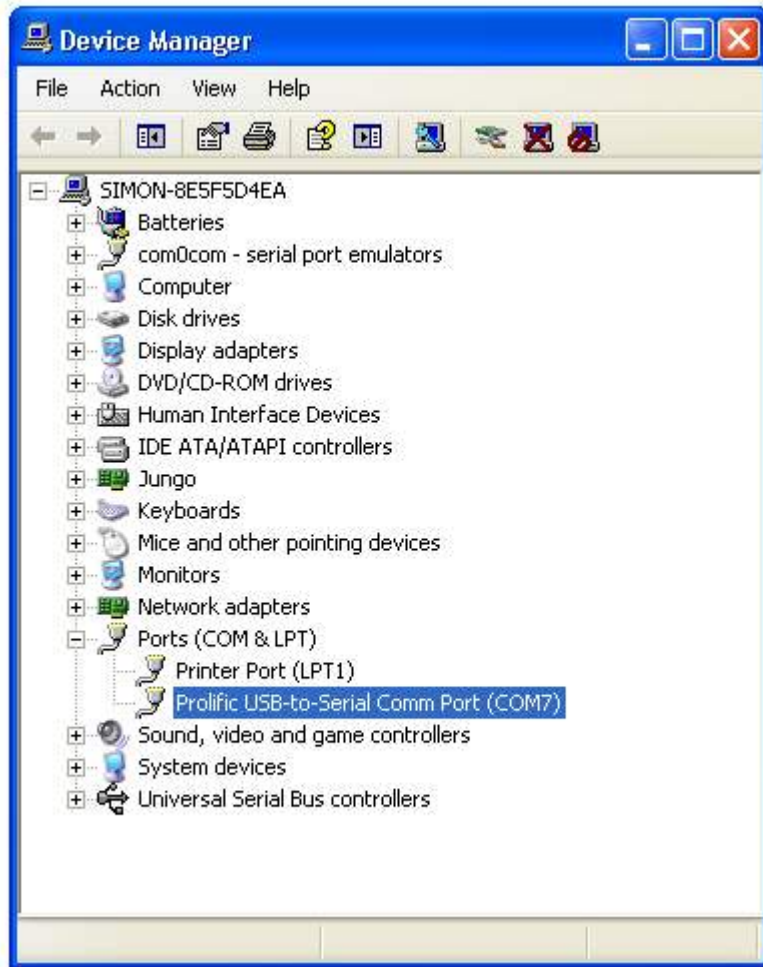 Device Manager
File Action View Help
SIMON-8E5F5D4EA
Batteries
com0com - serial port emulators
Computer
Disk drives
Display adapters
DVD/CD-ROM drives
Human Interface Devices
IDE ATA/ATAPI controllers
Jungo
Keyboards
Mice and other pointing devices
Monitors
Network adapters
Ports (COM & LPT)
Printer Port (LPT1)
Prolific USB-to-Serial Comm Port (COM7)
Sound, video and game controllers
System devices
Universal Serial Bus controllers